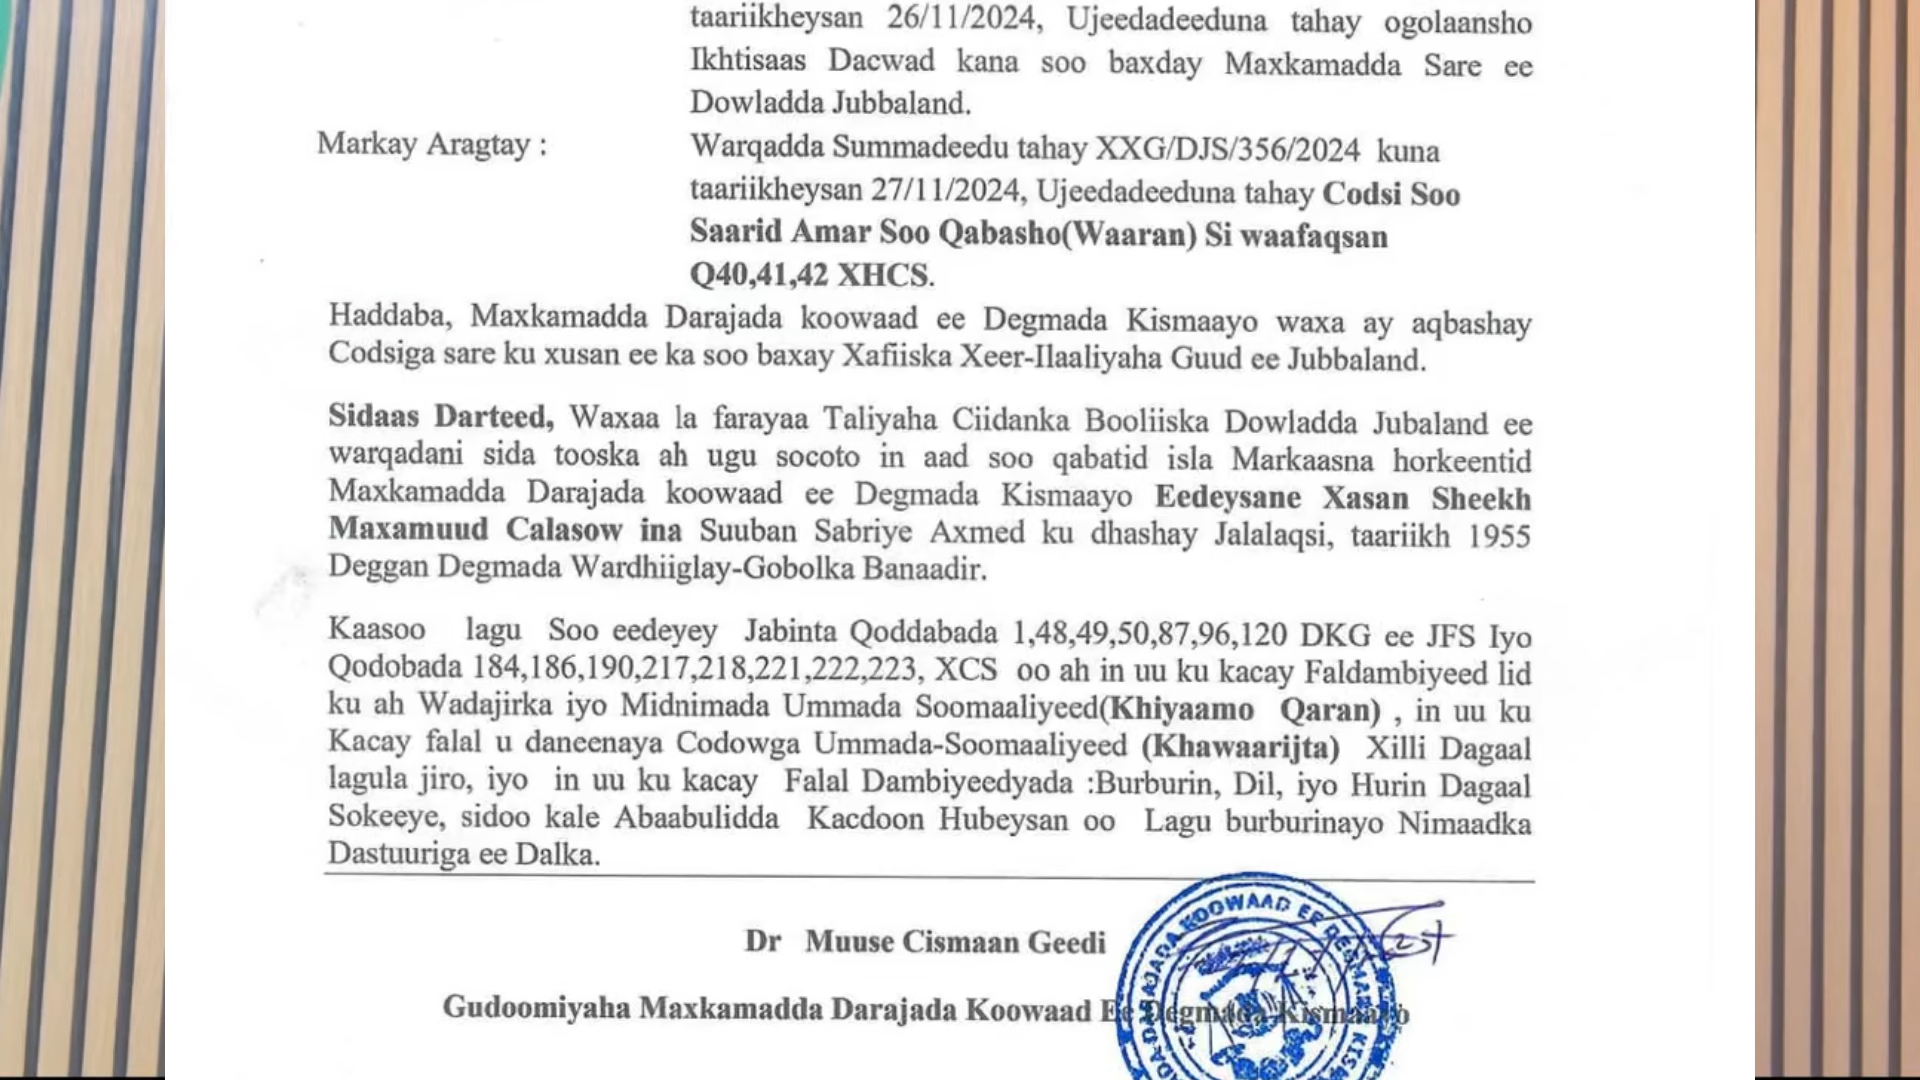 taariikheysan 26/11/2024, Ujeedadeeduna tahay ogolaansho
Ikhtisaas Dacwad kana soo baxday Maxkamadda Sare ee
Dowladda Jubbaland.
Markay Aragtay :
Warqadda Summadeedu tahay XXG/DJS/356/2024 kuna
taariikheysan 27/11/2024, Ujeedadeeduna tahay Codsi Soo
Saarid Amar Soo Qabasho(Waaran) Si waafaqsan
Q40,41,42 XHCS.
Haddaba, Maxkamadda Darajada koowaad ee Degmada Kismaayo waxa ay aqbashay
Codsiga sare ku xusan ee ka soo baxay Xafiiska Xeer-Ilaaliyaha Guud ee Jubbaland.
Sidaas Darteed, Waxaa la farayaa Taliyaha Ciidanka Booliiska Dowladda Jubaland ee
warqadani sida tooska ah ugu socoto in aad soo qabatid isla Markaasna horkeentid
Maxkamadda Darajada koowaad ee Degmada Kismaayo Eedeysane Xasan Sheekh
Maxamuud Calasow ina Suuban Sabriye Axmed ku dhashay Jalalaqsi, taariikh 1955
Deggan Degmada Wardhiiglay-Gobolka Banaadir.
Kaasoo lagu Soo eedeyey Jabinta Qoddabada 1,48,49,50,87,96,120 DKG ee JFS Iyo
Qodobada 184,186,190,217,218,221,222,223, XCS oo ah in uu ku kacay Faldambiyeed lid
ku ah Wadajirka iyo Midnimada Ummada Soomaaliyeed(Khiyaamo Qaran) , in uu ku
Kacay falal u daneenaya Codowga Ummada-Soomaaliyeed (Khawaarijta) Xilli Dagaal
lagula jiro, iyo in uu ku kacay Falal Dambiyeedyada :Burburin, Dil, iyo Hurin Dagaal
Sokeeye, sidoo kale Abaabulidda Kacdoon Hubeysan oo Lagu burburinayo Nimaadka
Dastuuriga ee Dalka.
Dr Muuse Cismaan Geedi
Gudoomiyaha Maxkamadda Darajada Koowaad Ee Degmada Kismaayo
DARAJADA KOOWAAD EE DEGMADA